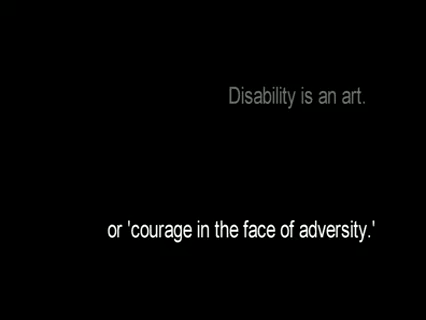 Disability is an art.
or 'courage in the face of adversity.'